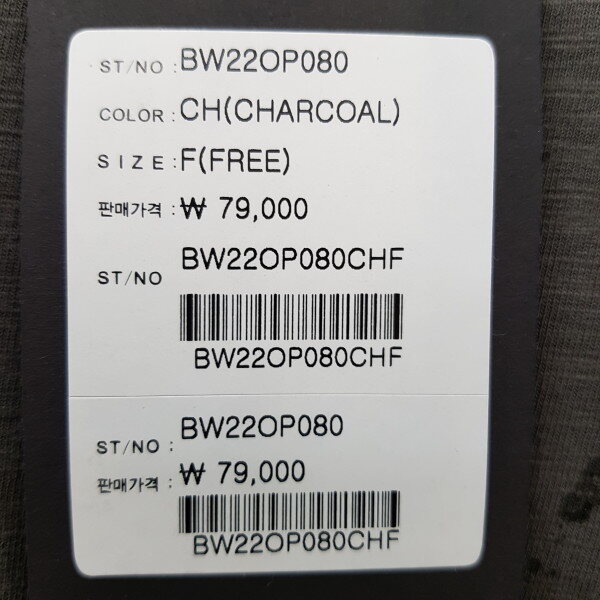 ST/NO : BW22OP080
COLOR : CH(CHARCOAL)
SIZE : F(FREE)
판매가격 : ₩ 79,000
ST/NO BW22OP080CHF
BW22OP080CHF
ST/NO : BW22OP080
판매가격 : ₩ 79,000
BW22OP080CHF